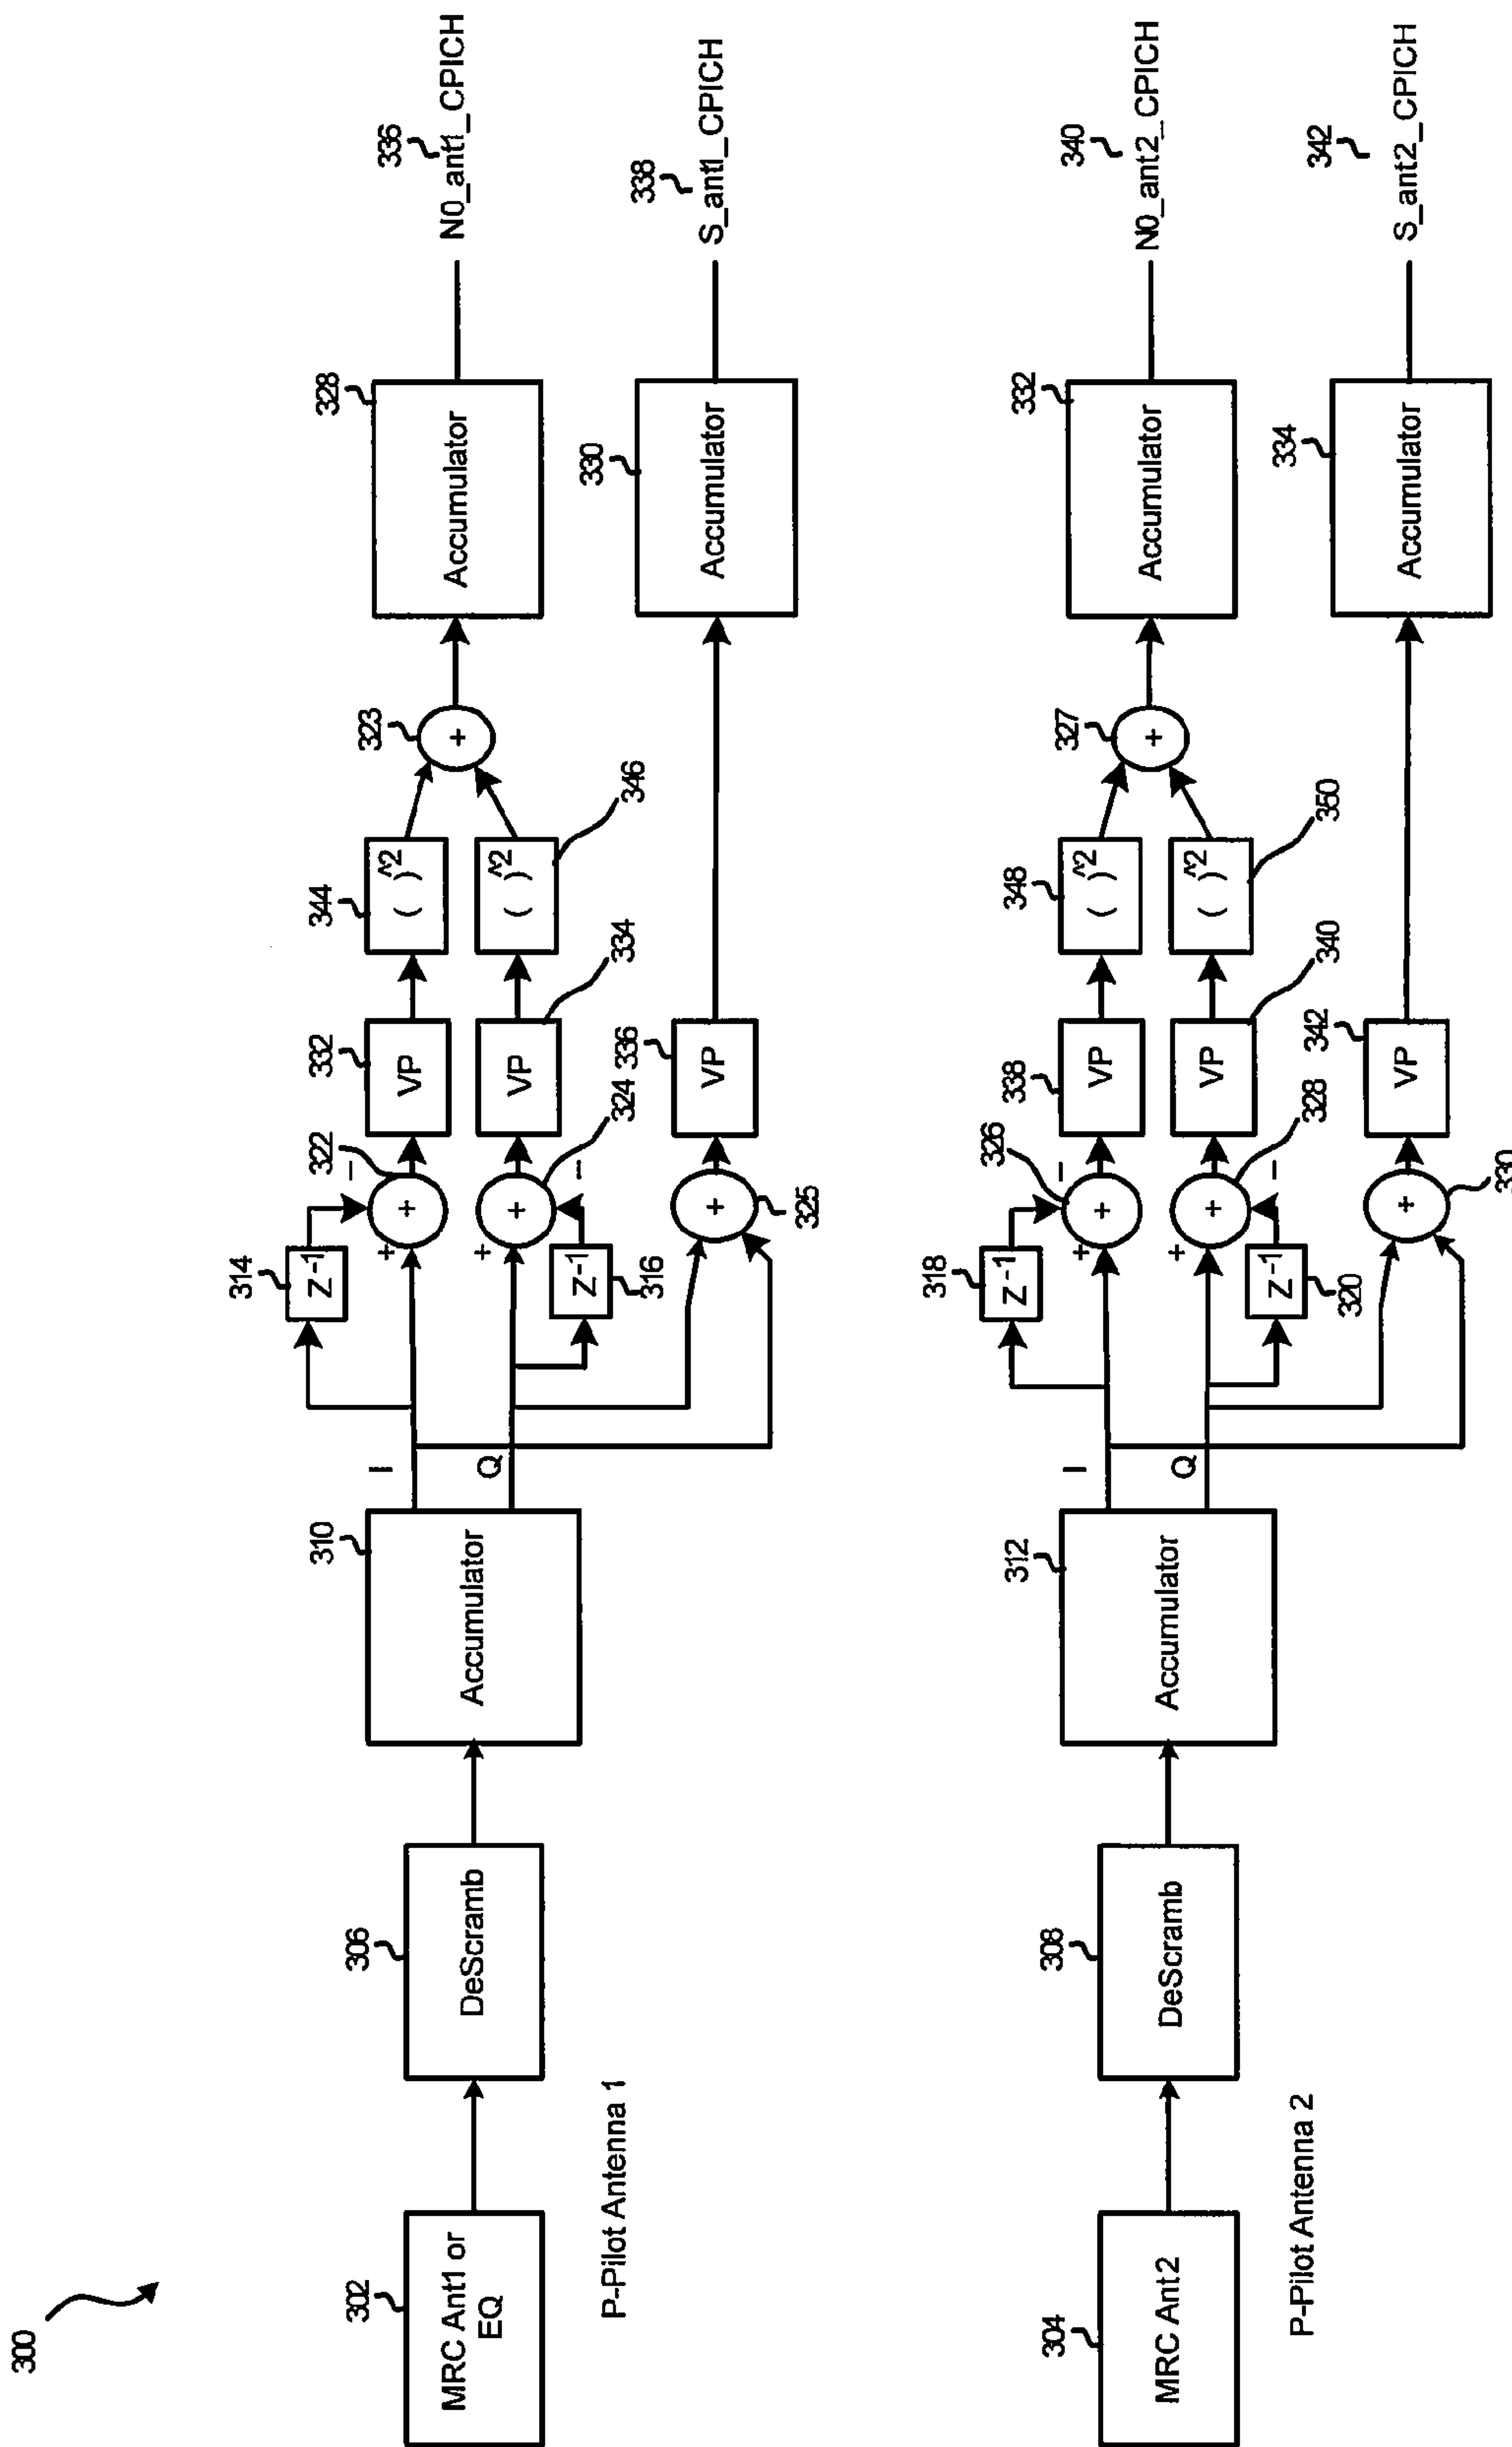 300
302
MRC Ant1 or
EQ
P-Pilot Antenna 1
306
DeScramb
310
Accumulator
I
Q
314
Z^-1
316
Z^-1
+
−
322
+
+
−
324
+
325
+
332
VP
334
VP
336
VP
344
( )^2
346
( )^2
323
+
328
Accumulator
330
Accumulator
336
N0_ant1_CPICH
338
S_ant1_CPICH
304
MRC Ant2
P-Pilot Antenna 2
308
DeScramb
312
Accumulator
I
Q
318
Z^-1
320
Z^-1
+
−
326
+
+
−
328
+
330
+
338
VP
340
VP
342
VP
348
( )^2
350
( )^2
327
+
332
Accumulator
334
Accumulator
340
N0_ant2_CPICH
342
S_ant2_CPICH